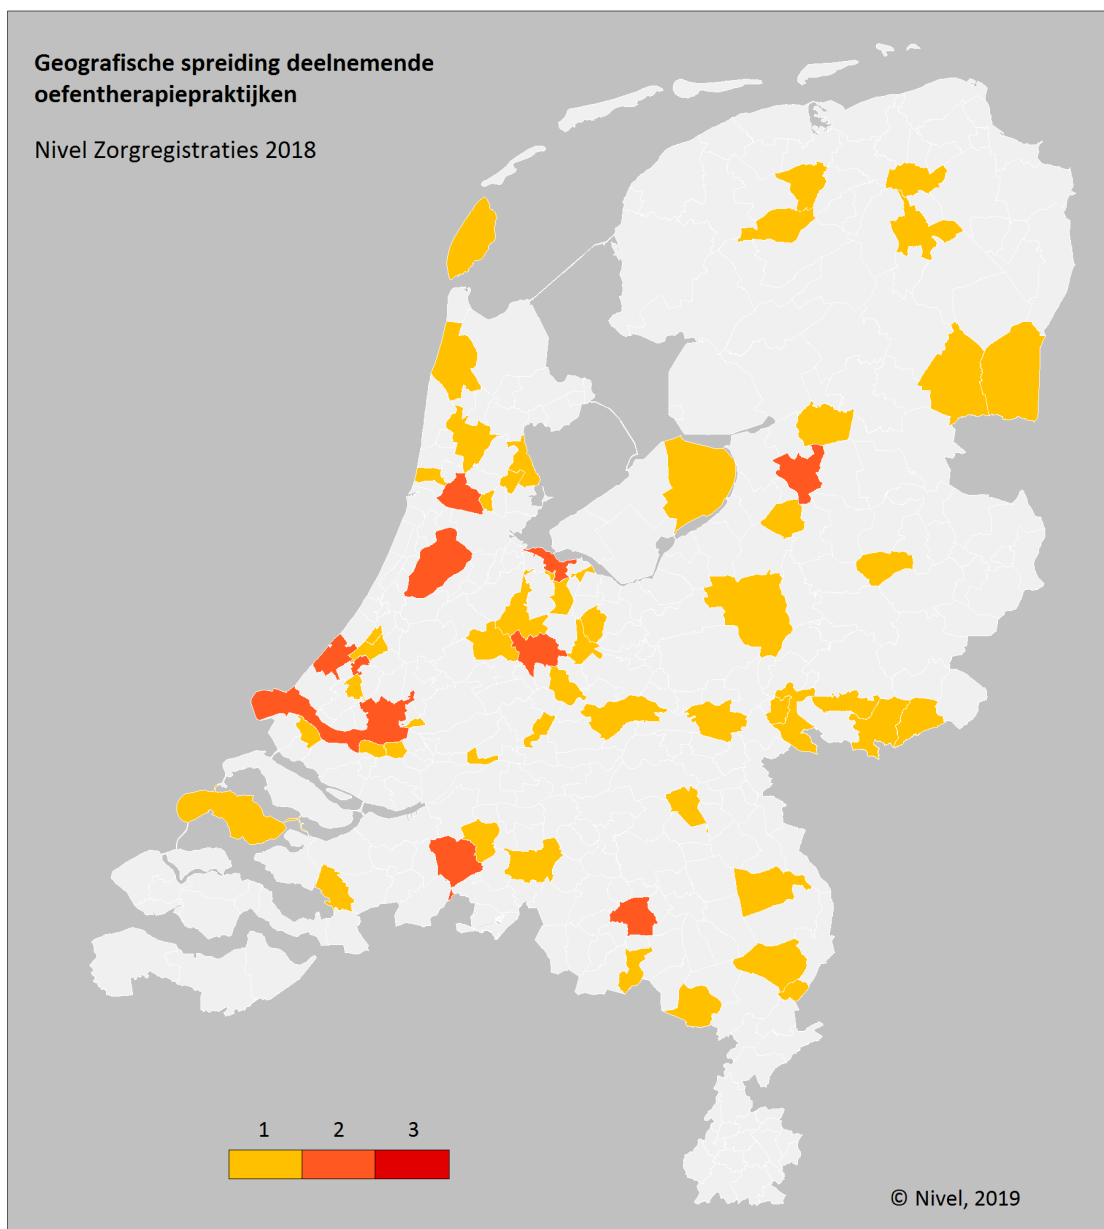 Geografische spreiding deelnemende
oefentherapiepraktijken
Nivel Zorgregistraties 2018
1 2 3
© Nivel, 2019